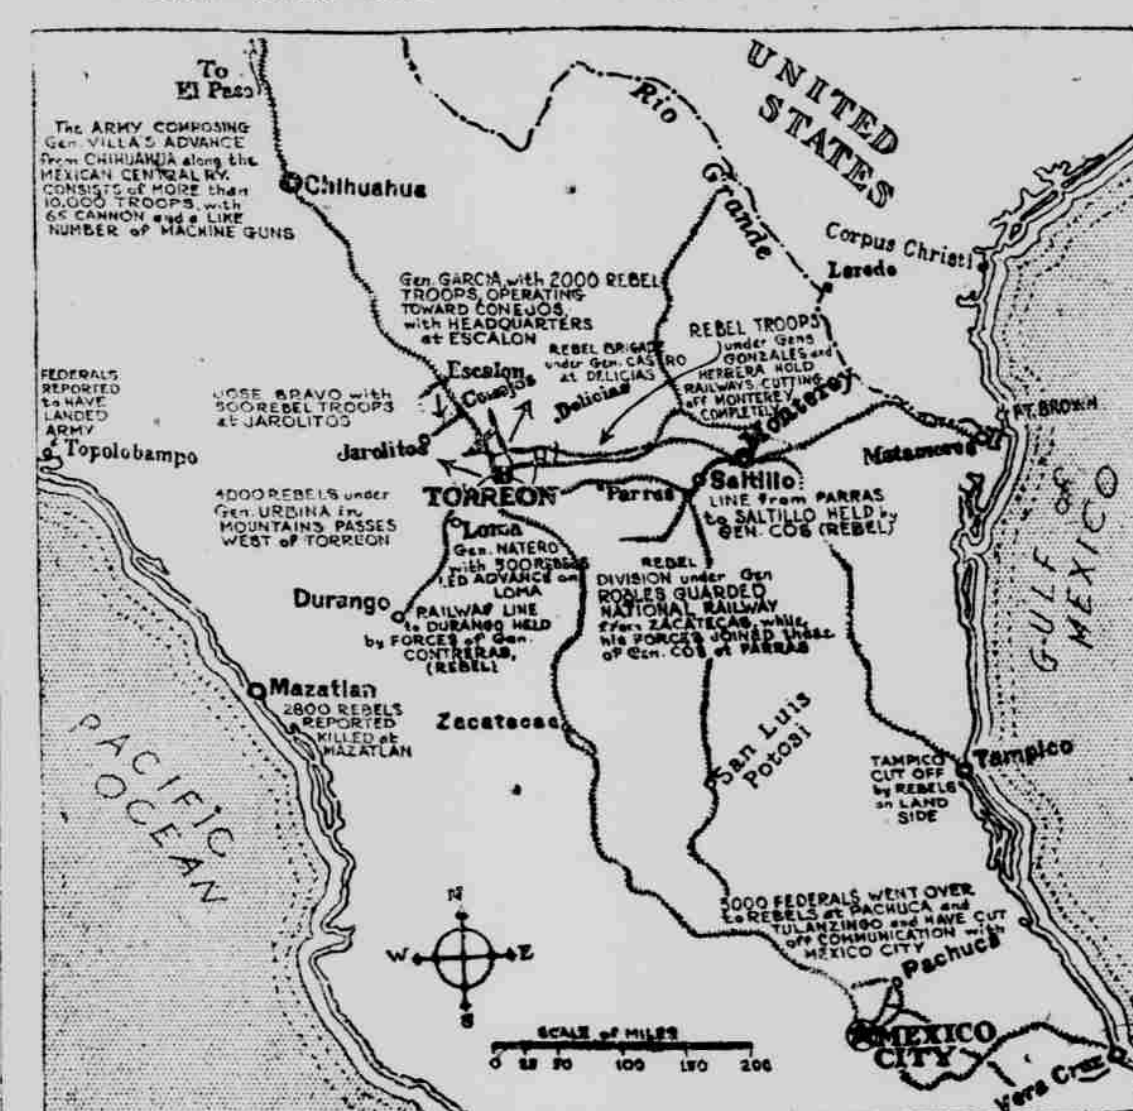 To
El Paso
UNITED
STATES
Rio
Grande
The ARMY COMPOSING
Gen. VILLA'S ADVANCE
from CHIHUAHUA along the
MEXICAN CENTRAL RY.
CONSISTS of MORE than
10,000 TROOPS, with
65 CANNON and a LIKE
NUMBER of MACHINE GUNS
Chihuahua
Corpus Christi
Laredo
Gen. GARCIA, with 2000 REBEL
TROOPS, OPERATING
TOWARD CONEJOS,
with HEADQUARTERS
at ESCALON
REBEL TROOPS
under Gens
GONZALES and
HERRERA HOLD
RAILWAYS, CUTTING
off MONTEREY
COMPLETELY
REBEL BRIGADE
under Gen. CASTRO
at DELICIAS
Escalon
Conejos
Delicias
Monterey
FEDERALS
REPORTED
to HAVE
LANDED
ARMY
Topolobampo
JOSE BRAVO with
500 REBEL TROOPS
at JAROLITOS
Jarolitos
FT. BROWN
Matamoros
TORREON
Parras
Saltillo
LINE from PARRAS
to SALTILLO HELD by
GEN. COS (REBEL)
4000 REBELS under
Gen. URBINA in
MOUNTAINS PASSES
WEST of TORREON
Loma
Gen. NATERO
with 500 REBELS
LED ADVANCE on
LOMA
GULF
of
MEXICO
Durango
RAILWAY LINE
to DURANGO HELD
by FORCES of Gen.
CONTRERAS,
(REBEL)
REBEL
DIVISION under Gen
ROBLES GUARDED
NATIONAL RAILWAY
from ZACATECAS, while
his FORCES JOINED those
of Gen. COS at PARRAS
Mazatlan
2800 REBELS
REPORTED
KILLED at
MAZATLAN
Zacatecas
San Luis
Potosi
Tampico
TAMPICO
CUT OFF
by REBELS
on LAND
SIDE
PACIFIC
OCEAN
5000 FEDERALS WENT OVER
to REBELS at PACHUCA and
TULANZINGO and HAVE CUT
off COMMUNICATION with
MEXICO CITY
Pachuca
N
W E
S
SCALE of MILES
0 25 50 100 150 200
MEXICO
CITY
Vera Cruz